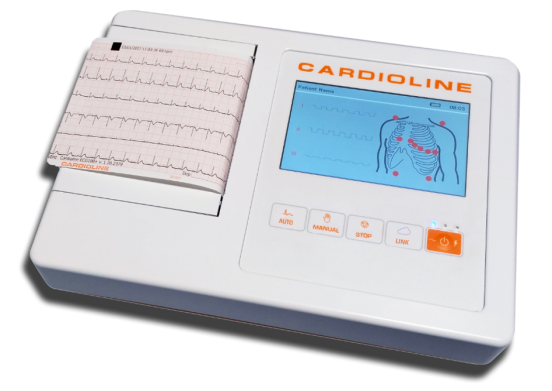 CARDIOLINE
Patient Name
AUTO
MANUAL
STOP
LINK
CARDIOLINE